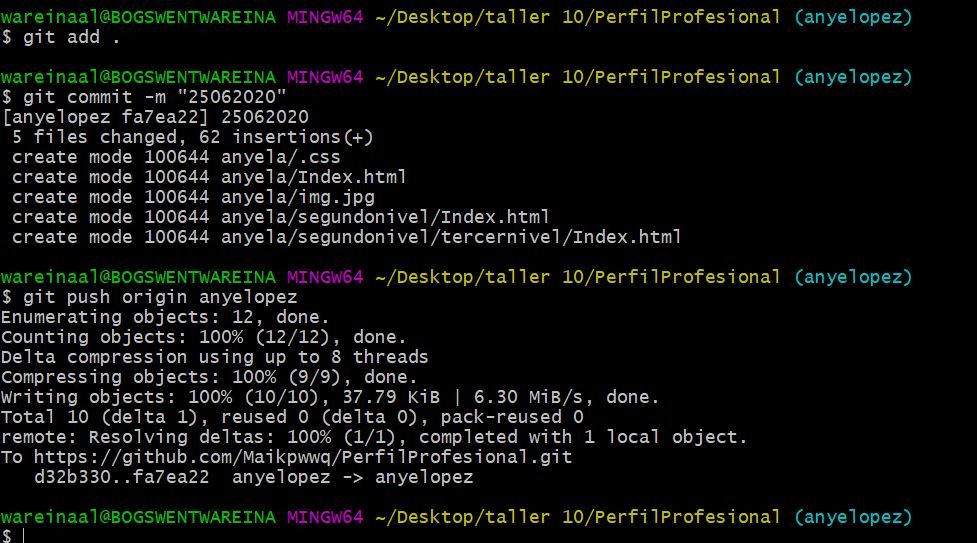 wareinaal@BOGSWENTWAREINA MINGW64 ~/Desktop/taller 10/PerfilProfesional (anyelopez)
$ git add .
wareinaal@BOGSWENTWAREINA MINGW64 ~/Desktop/taller 10/PerfilProfesional (anyelopez)
$ git commit -m "25062020"
[anyelopez fa7ea22] 25062020
 5 files changed, 62 insertions(+)
 create mode 100644 anyela/.css
 create mode 100644 anyela/Index.html
 create mode 100644 anyela/img.jpg
 create mode 100644 anyela/segundonivel/Index.html
 create mode 100644 anyela/segundonivel/tercernivel/Index.html
wareinaal@BOGSWENTWAREINA MINGW64 ~/Desktop/taller 10/PerfilProfesional (anyelopez)
$ git push origin anyelopez
Enumerating objects: 12, done.
Counting objects: 100% (12/12), done.
Delta compression using up to 8 threads
Compressing objects: 100% (9/9), done.
Writing objects: 100% (10/10), 37.79 KiB | 6.30 MiB/s, done.
Total 10 (delta 1), reused 0 (delta 0), pack-reused 0
remote: Resolving deltas: 100% (1/1), completed with 1 local object.
To https://github.com/Maikpwwq/PerfilProfesional.git
   d32b330..fa7ea22  anyelopez -> anyelopez
wareinaal@BOGSWENTWAREINA MINGW64 ~/Desktop/taller 10/PerfilProfesional (anyelopez)
$